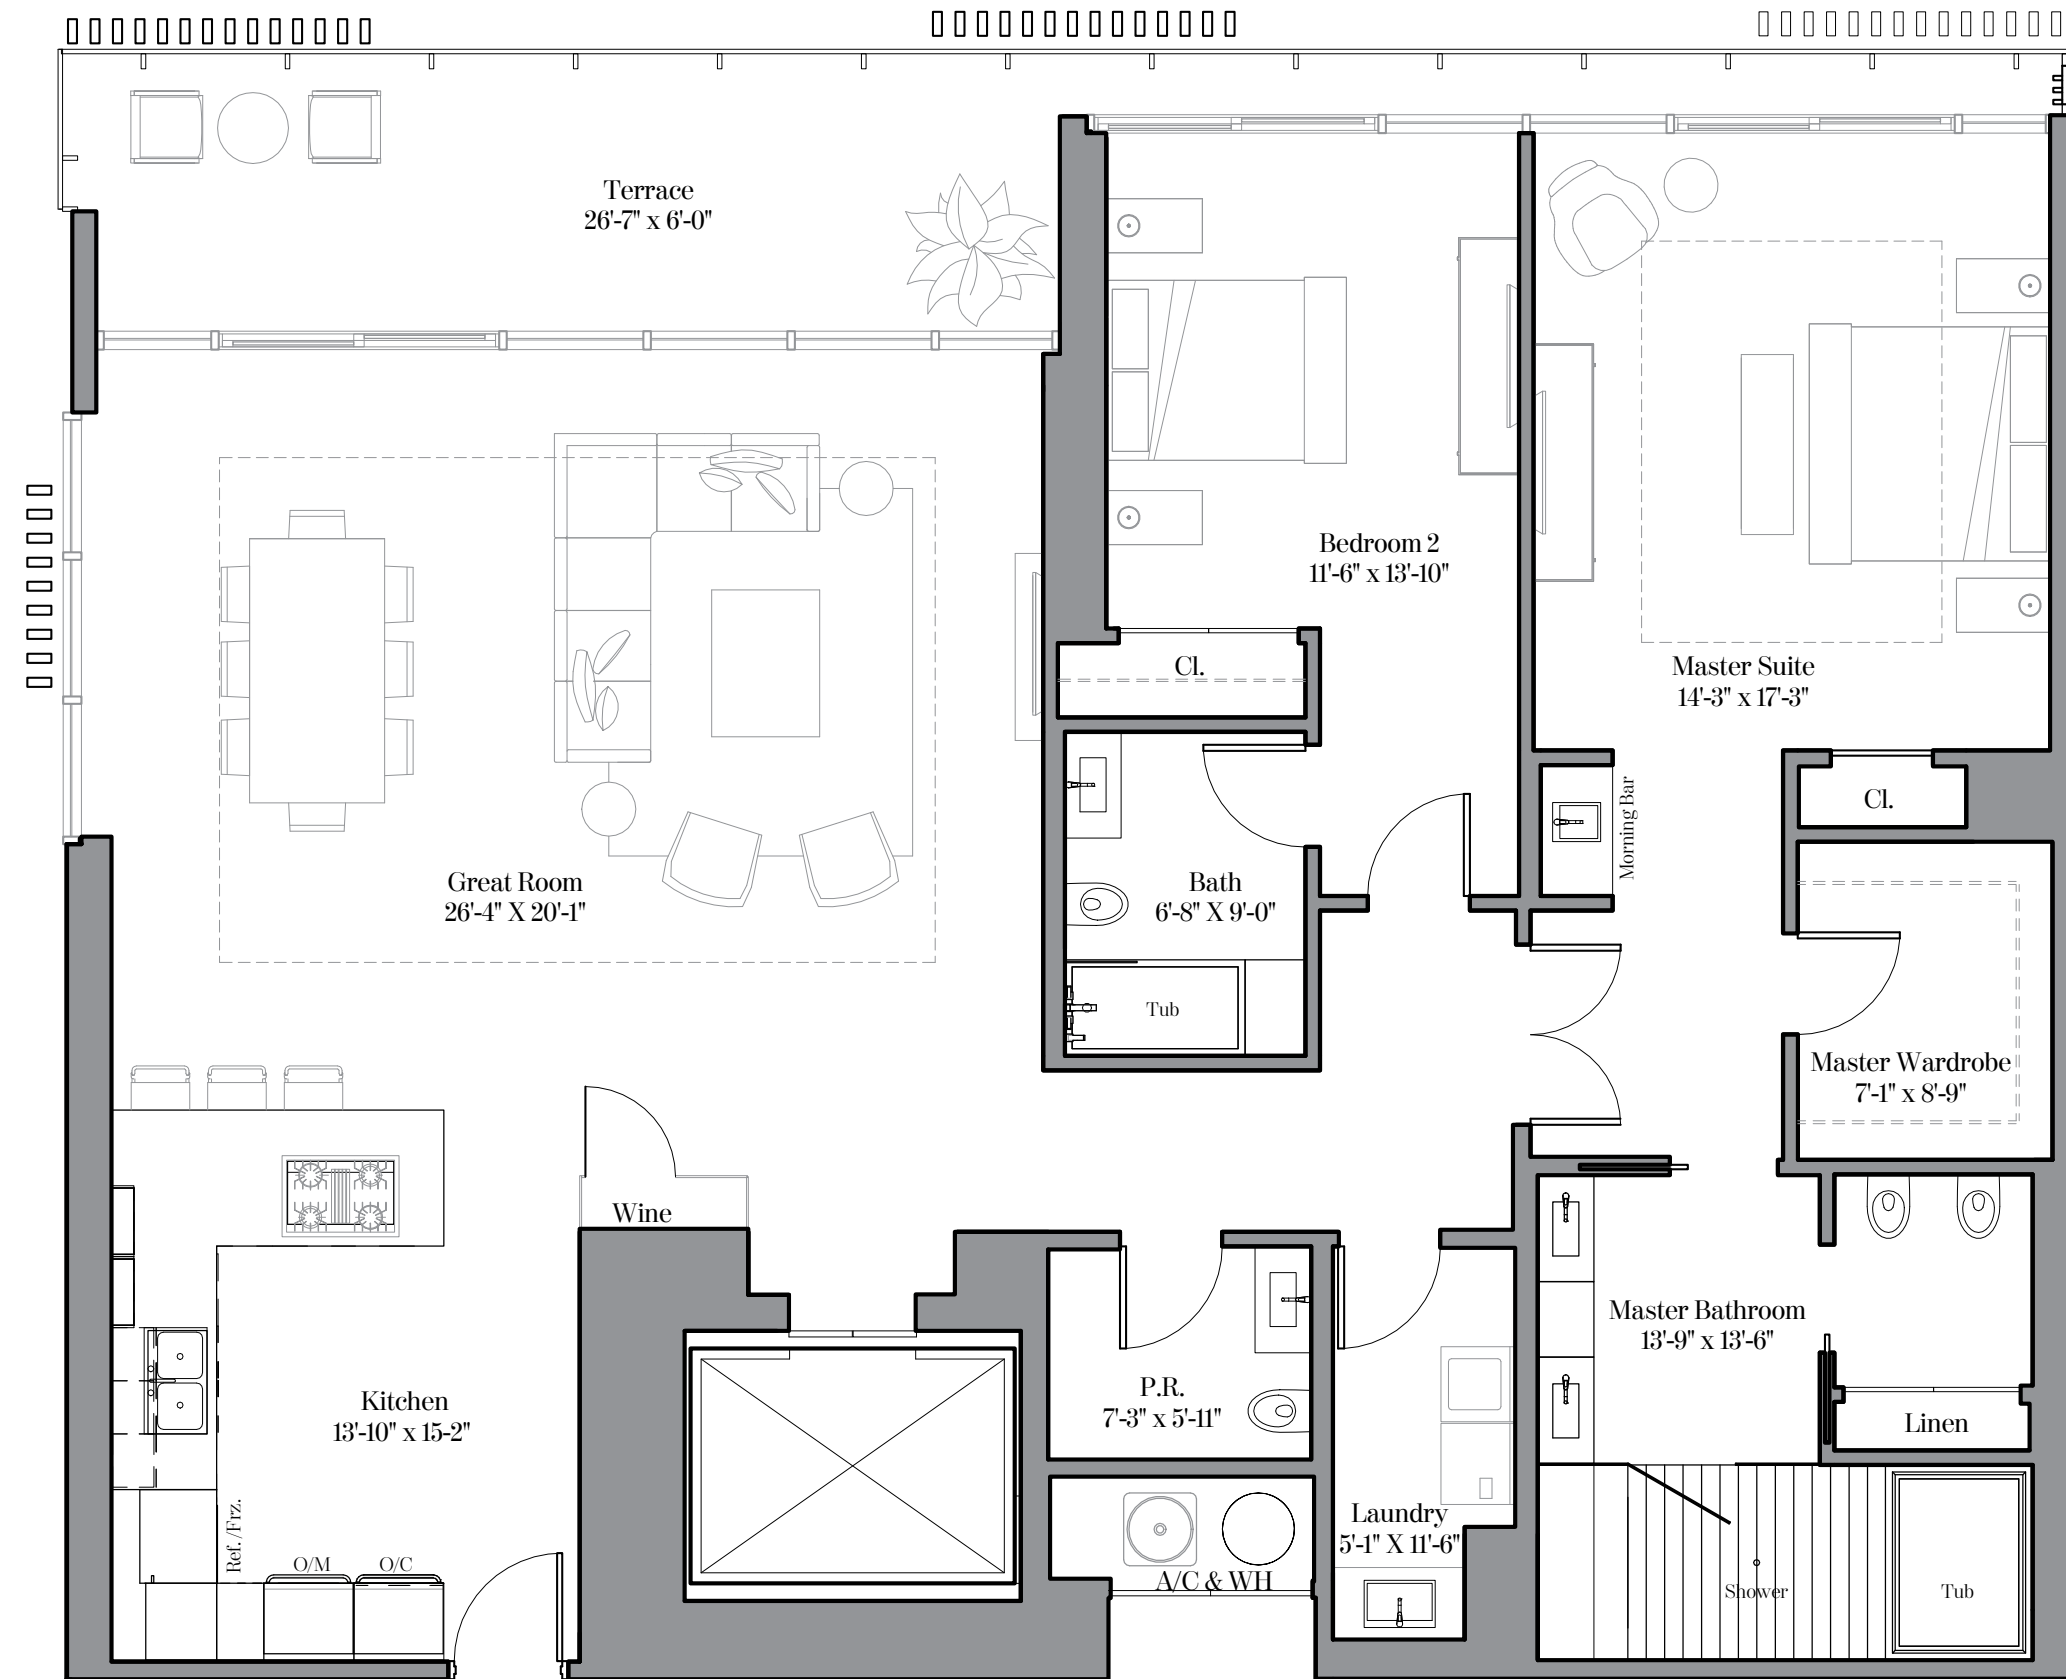 Terrace
26'-7" x 6'-0"
Bedroom 2
11'-6" x 13'-10"
Cl.
Master Suite
14'-3" x 17'-3"
Cl.
Morning Bar
Great Room
26'-4" X 20'-1"
Bath
6'-8" X 9'-0"
Tub
Master Wardrobe
7'-1" x 8'-9"
Wine
Master Bathroom
13'-9" x 13'-6"
Kitchen
13'-10" x 15-2"
P.R.
7'-3" x 5'-11"
Linen
Laundry
5'-1" X 11'-6"
Ref./Frz.
O/M
O/C
A/C & WH
Shower
Tub